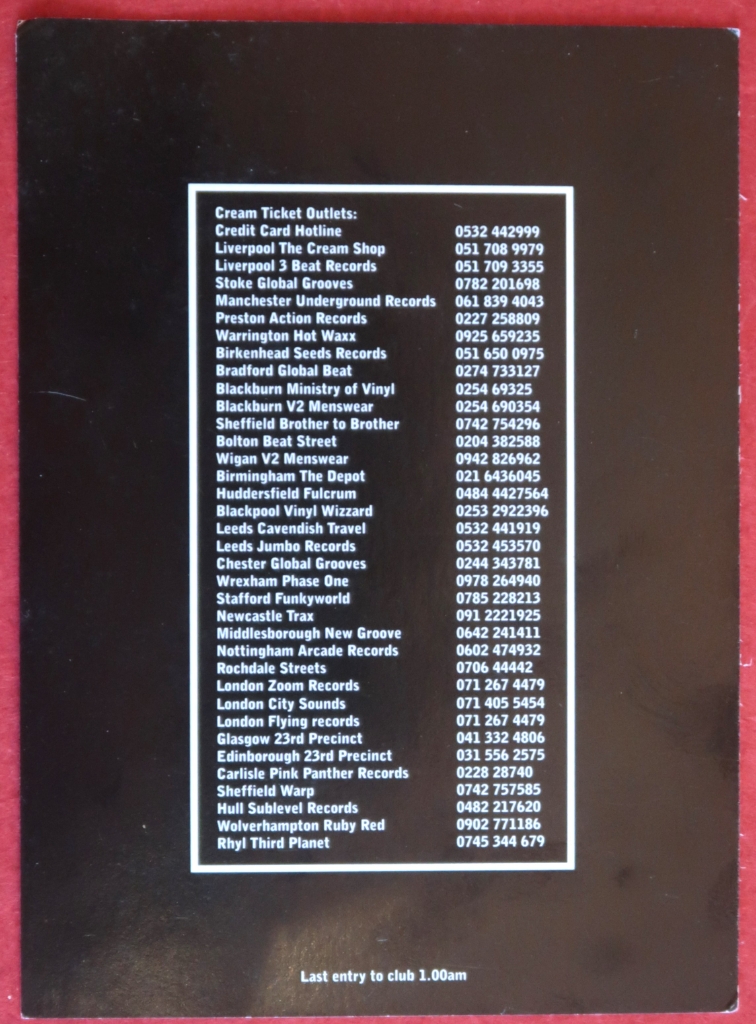 Cream Ticket Outlets:
Credit Card Hotline 0532 442999
Liverpool The Cream Shop 051 708 9979
Liverpool 3 Beat Records 051 709 3355
Stoke Global Grooves 0782 201698
Manchester Underground Records 061 839 4043
Preston Action Records 0227 258809
Warrington Hot Waxx 0925 659235
Birkenhead Seeds Records 051 650 0975
Bradford Global Beat 0274 733127
Blackburn Ministry of Vinyl 0254 69325
Blackburn V2 Menswear 0254 690354
Sheffield Brother to Brother 0742 754296
Bolton Beat Street 0204 382588
Wigan V2 Menswear 0942 826962
Birmingham The Depot 021 6436045
Huddersfield Fulcrum 0484 4427564
Blackpool Vinyl Wizzard 0253 2922396
Leeds Cavendish Travel 0532 441919
Leeds Jumbo Records 0532 453570
Chester Global Grooves 0244 343781
Wrexham Phase One 0978 264940
Stafford Funkyworld 0785 228213
Newcastle Trax 091 2221925
Middlesborough New Groove 0642 241411
Nottingham Arcade Records 0602 474932
Rochdale Streets 0706 44442
London Zoom Records 071 267 4479
London City Sounds 071 405 5454
London Flying records 071 267 4479
Glasgow 23rd Precinct 041 332 4806
Edinborough 23rd Precinct 031 556 2575
Carlisle Pink Panther Records 0228 28740
Sheffield Warp 0742 757585
Hull Sublevel Records 0482 217620
Wolverhampton Ruby Red 0902 771186
Rhyl Third Planet 0745 344 679
Last entry to club 1.00am